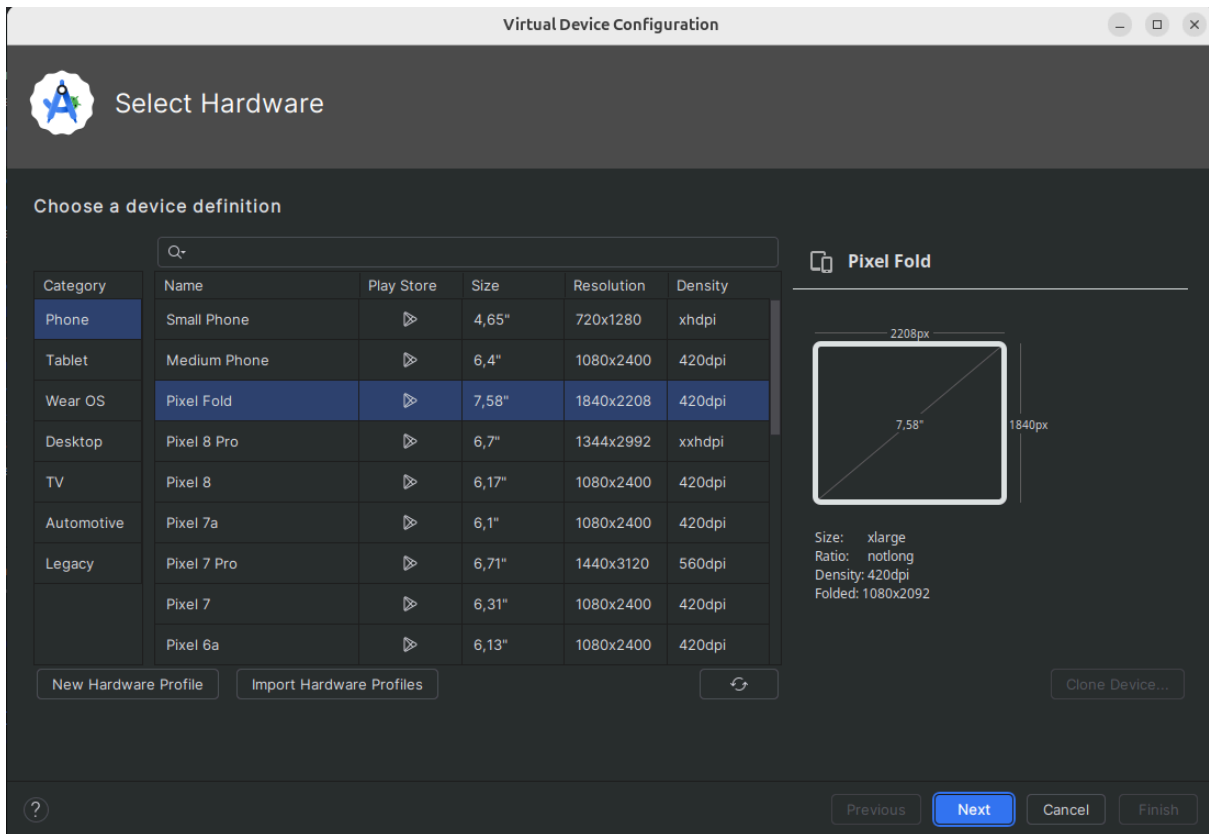 Virtual Device Configuration
Select Hardware
Choose a device definition
Category
Phone
Tablet
Wear OS
Desktop
TV
Automotive
Legacy
Name Play Store Size Resolution Density
Small Phone 4,65" 720x1280 xhdpi
Medium Phone 6,4" 1080x2400 420dpi
Pixel Fold 7,58" 1840x2208 420dpi
Pixel 8 Pro 6,7" 1344x2992 xxhdpi
Pixel 8 6,17" 1080x2400 420dpi
Pixel 7a 6,1" 1080x2400 420dpi
Pixel 7 Pro 6,71" 1440x3120 560dpi
Pixel 7 6,31" 1080x2400 420dpi
Pixel 6a 6,13" 1080x2400 420dpi
New Hardware Profile Import Hardware Profiles
Pixel Fold
2208px
7,58" 1840px
Size: xlarge
Ratio: notlong
Density: 420dpi
Folded: 1080x2092
Clone Device...
? Previous Next Cancel Finish